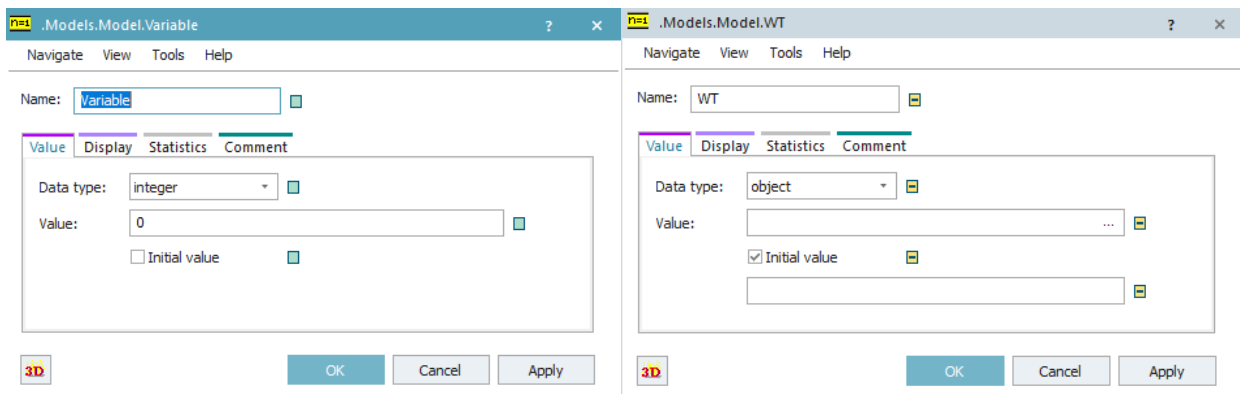 n=1 .Models.Model.Variable ? ×
Navigate View Tools Help
Name: Variable
Value Display Statistics Comment
Data type: integer
Value: 0
Initial value
3D OK Cancel Apply
n=1 .Models.Model.WT ? ×
Navigate View Tools Help
Name: WT
Value Display Statistics Comment
Data type: object
Value: ...
Initial value
3D OK Cancel Apply